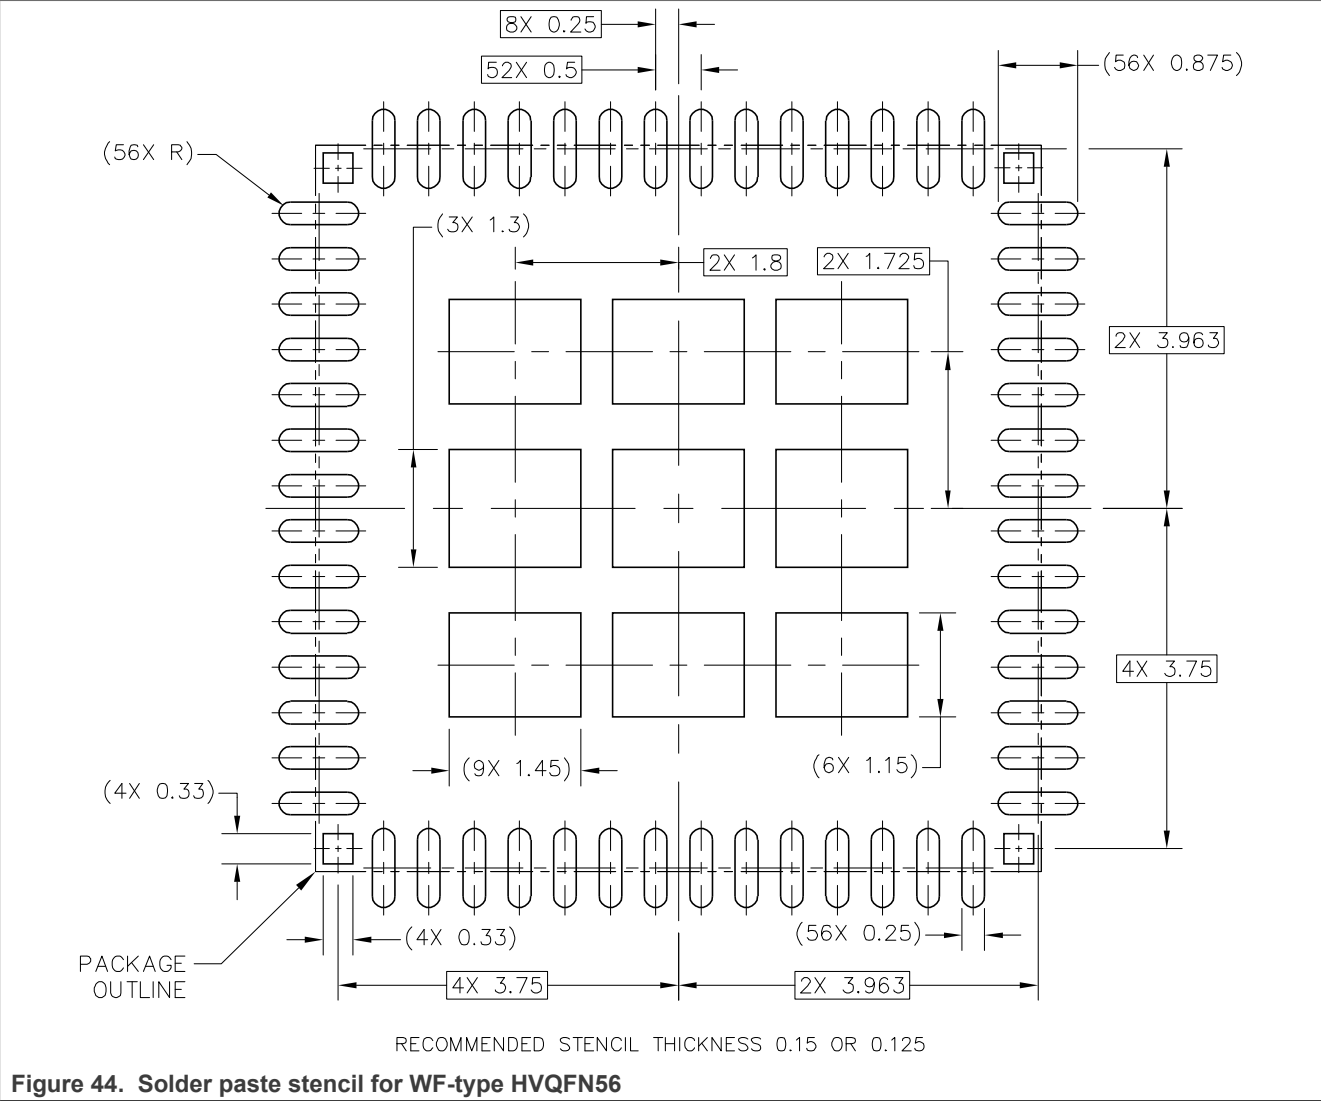 8X 0.25
52X 0.5
(56X 0.875)
(56X R)
(3X 1.3)
2X 1.8
2X 1.725
2X 3.963
4X 3.75
(9X 1.45)
(6X 1.15)
(4X 0.33)
(4X 0.33)
(56X 0.25)
PACKAGE
OUTLINE
4X 3.75
2X 3.963
RECOMMENDED STENCIL THICKNESS 0.15 OR 0.125
Figure 44. Solder paste stencil for WF-type HVQFN56